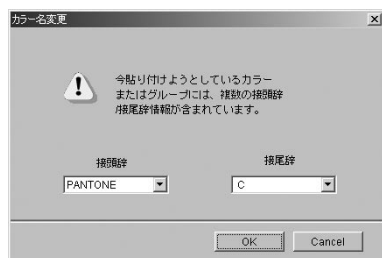 カラー名変更
今貼り付けようとしているカラー
またはグループには、複数の接頭辞
/接尾辞情報が含まれています。
接頭辞 接尾辞
PANTONE C
OK Cancel